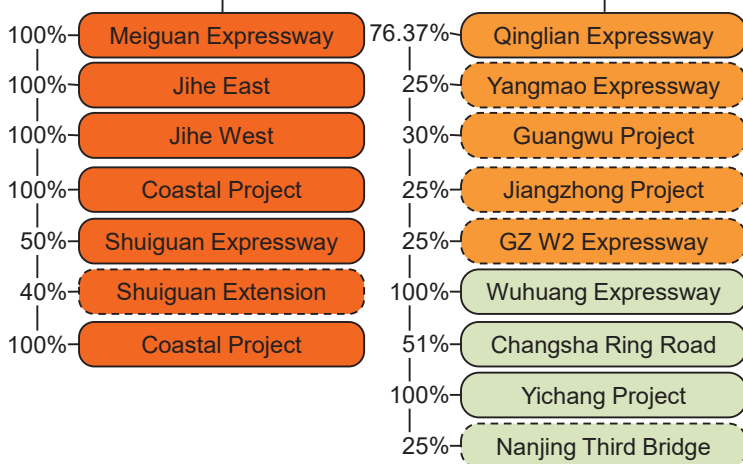 100% Meiguan Expressway
100% Jihe East
100% Jihe West
100% Coastal Project
50% Shuiguan Expressway
40% Shuiguan Extension
100% Coastal Project
76.37% Qinglian Expressway
25% Yangmao Expressway
30% Guangwu Project
25% Jiangzhong Project
25% GZ W2 Expressway
100% Wuhuang Expressway
51% Changsha Ring Road
100% Yichang Project
25% Nanjing Third Bridge